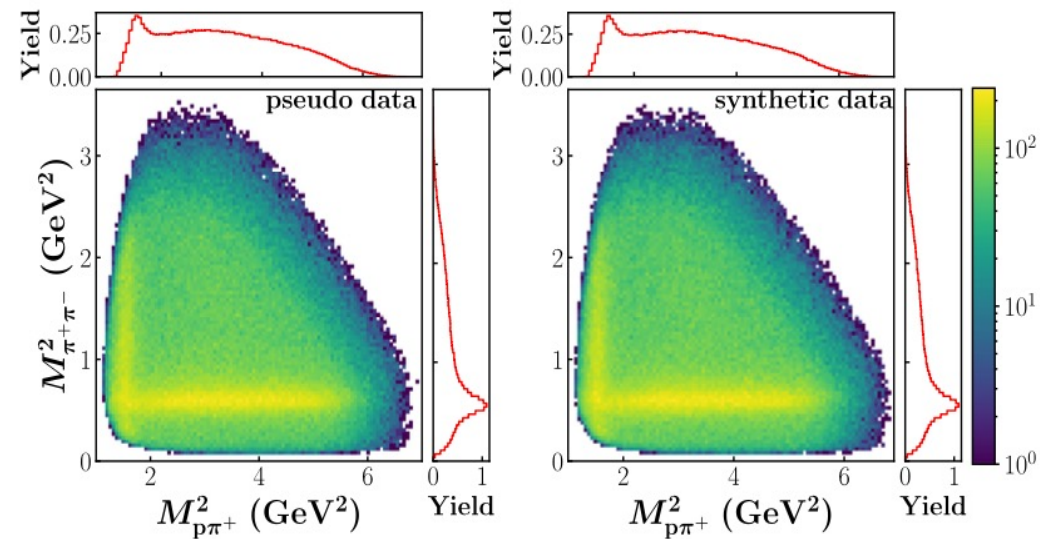 Yield
0.25
0.00
pseudo data
3
2
1
0
M²π⁺π⁻ (GeV²)
2 4 6
M²pπ⁺ (GeV²)
0 1
Yield
Yield
0.25
0.00
synthetic data
3
2
1
0
2 4 6
M²pπ⁺ (GeV²)
0 1
Yield
10²
10¹
10⁰